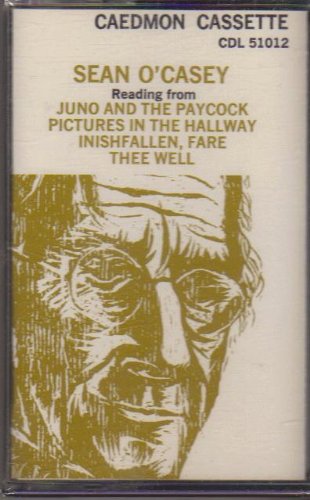 CAEDMON CASSETTE
CDL 51012
SEAN O'CASEY
Reading from
JUNO AND THE PAYCOCK
PICTURES IN THE HALLWAY
INISHFALLEN, FARE
THEE WELL